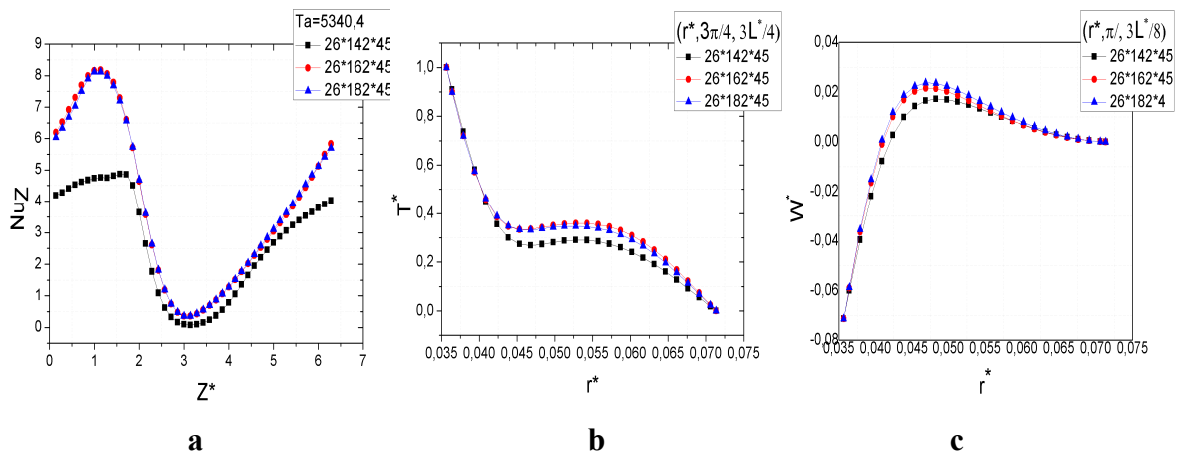 Ta=5340,4
26*142*45
26*162*45
26*182*45
9
8
7
6
5
4
3
2
1
0
Nuz
0 1 2 3 4 5 6 7
Z*
a
(r*,3π/4, 3L*/4)
26*142*45
26*162*45
26*182*45
1,0
0,8
0,6
0,4
0,2
0,0
T*
0,035 0,040 0,045 0,050 0,055 0,060 0,065 0,070 0,075
r*
b
(r*,π/, 3L*/8)
26*142*45
26*162*45
26*182*4
0,04
0,02
0,00
-0,02
-0,04
-0,06
-0,08
W*
0,035 0,040 0,045 0,050 0,055 0,060 0,065 0,070 0,075
r*
c